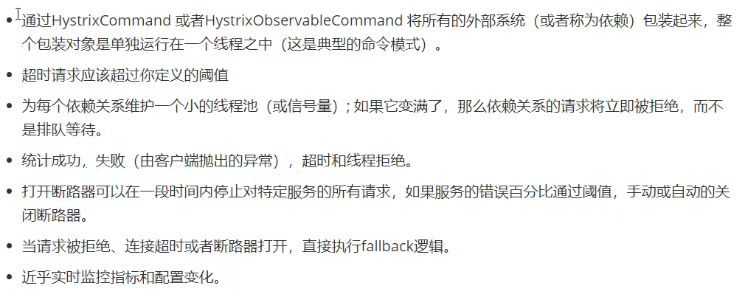 通过HystrixCommand 或者HystrixObservableCommand 将所有的外部系统（或者称为依赖）包装起来，整
个包装对象是单独运行在一个线程之中（这是典型的命令模式）。
超时请求应该超过你定义的阈值
为每个依赖关系维护一个小的线程池（或信号量）；如果它变满了，那么依赖关系的请求将立即被拒绝，而不
是排队等待。
统计成功，失败（由客户端抛出的异常），超时和线程拒绝。
打开断路器可以在一段时间内停止对特定服务的所有请求，如果服务的错误百分比通过阈值，手动或自动的关
闭断路器。
当请求被拒绝、连接超时或者断路器打开，直接执行fallback逻辑。
近乎实时监控指标和配置变化。